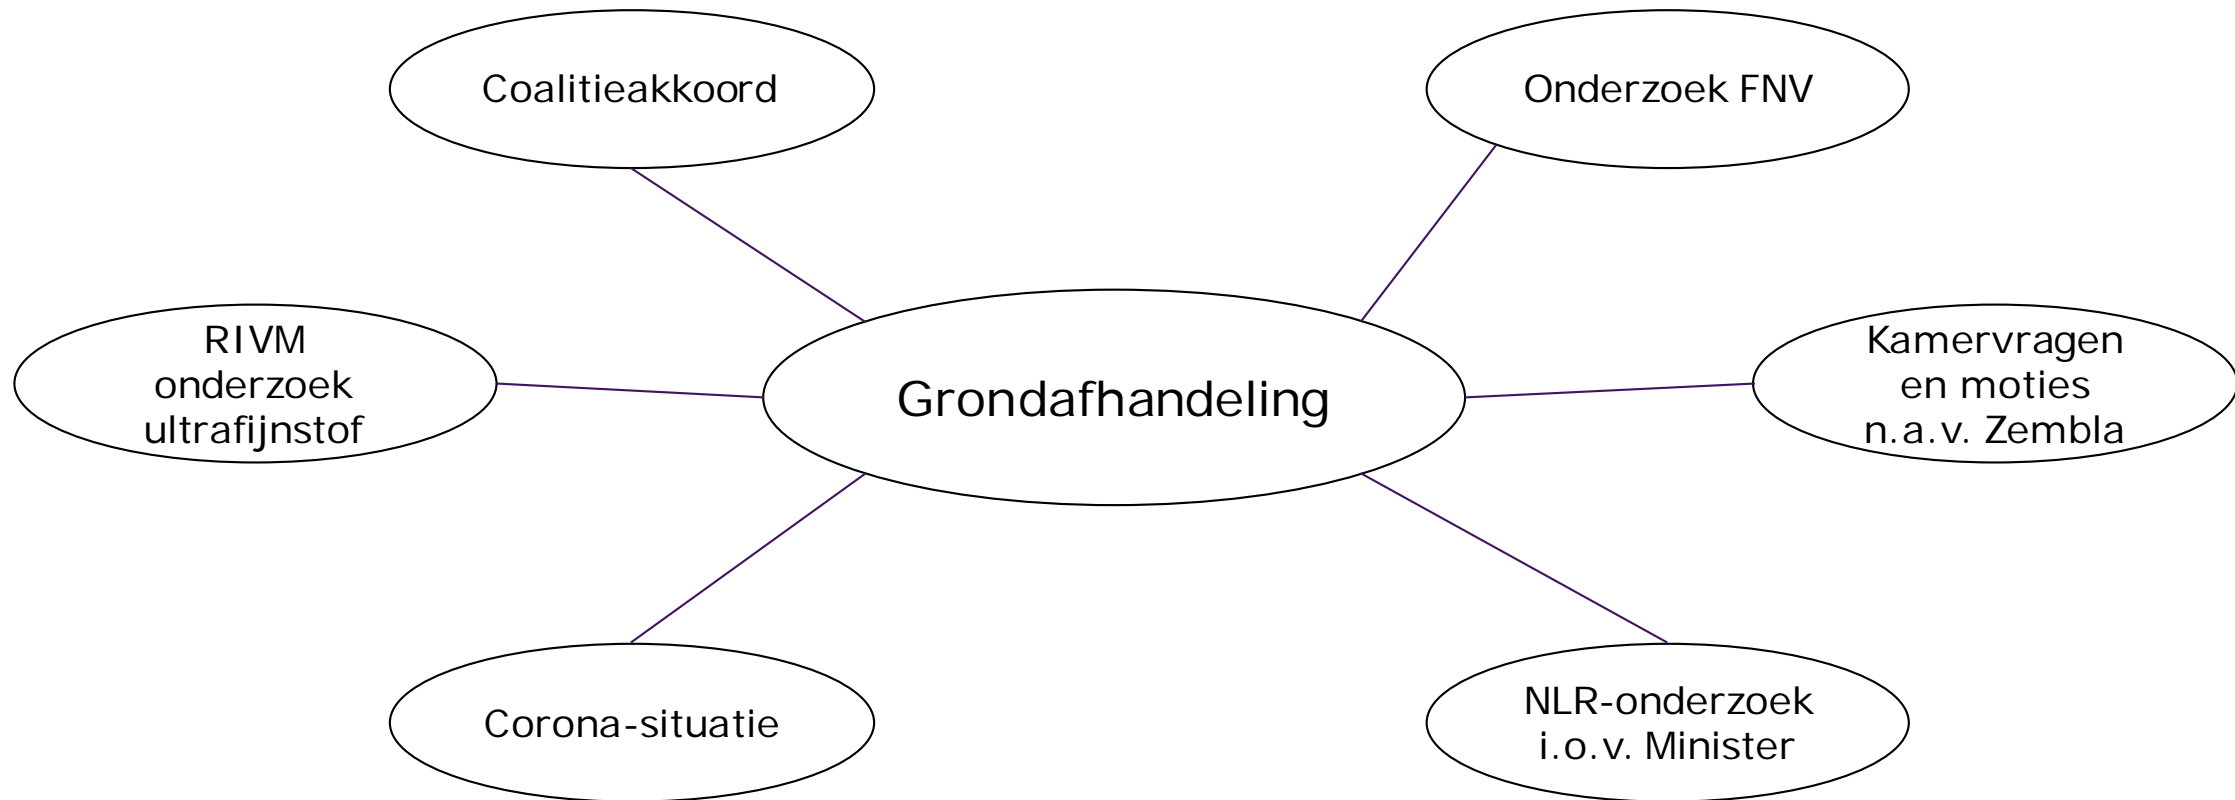 Coalitieakkoord
Onderzoek FNV
RIVM
onderzoek
ultrafijnstof
Grondafhandeling
Kamervragen
en moties
n.a.v. Zembla
Corona-situatie
NLR-onderzoek
i.o.v. Minister